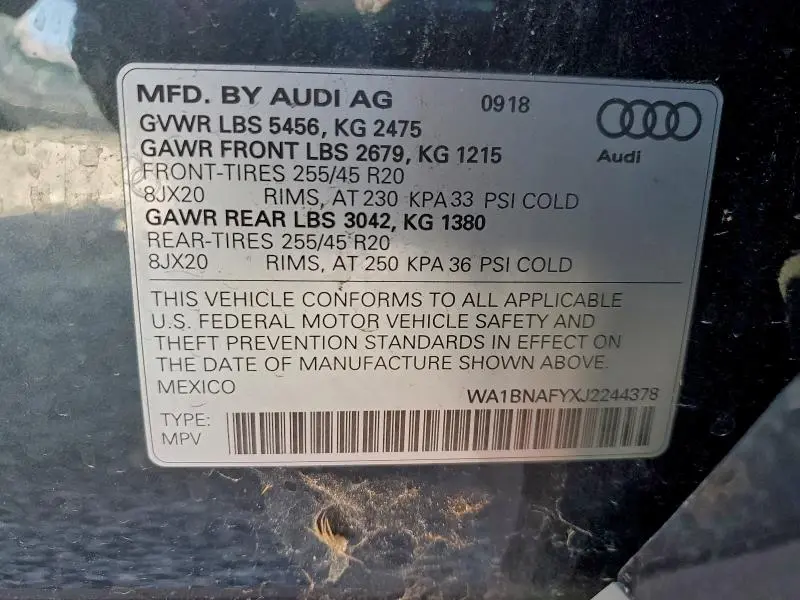 MFD. BY AUDI AG 0918
GVWR LBS 5456, KG 2475
GAWR FRONT LBS 2679, KG 1215
Audi
FRONT-TIRES 255/45 R20
8JX20 RIMS, AT 230 KPA 33 PSI COLD
GAWR REAR LBS 3042, KG 1380
REAR-TIRES 255/45 R20
8JX20 RIMS, AT 250 KPA 36 PSI COLD
THIS VEHICLE CONFORMS TO ALL APPLICABLE
U.S. FEDERAL MOTOR VEHICLE SAFETY AND
THEFT PREVENTION STANDARDS IN EFFECT ON
THE DATE OF MANUFACTURE SHOWN ABOVE.
MEXICO WA1BNAFYXJ2244378
TYPE:
MPV